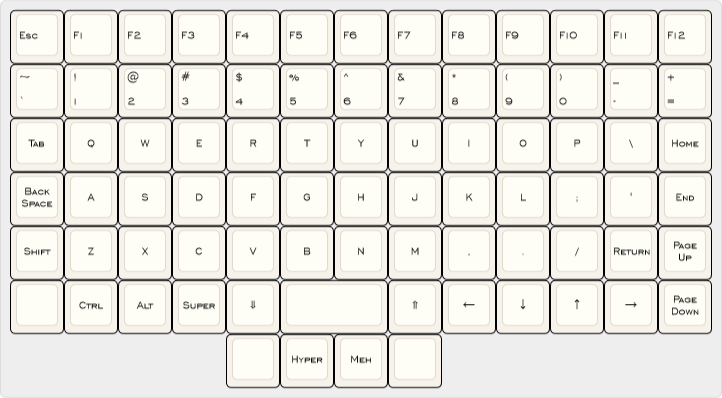 Esc F1 F2 F3 F4 F5 F6 F7 F8 F9 F10 F11 F12
~ ! @ # $ % ^ & * ( ) _ +
` 1 2 3 4 5 6 7 8 9 0 - =
Tab Q W E R T Y U I O P \ Home
Back
Space A S D F G H J K L ; ' End
Shift Z X C V B N M , . / Return Page
Up
Ctrl Alt Super ⇓ ⇑ ← ↓ ↑ → Page
Down
Hyper Meh